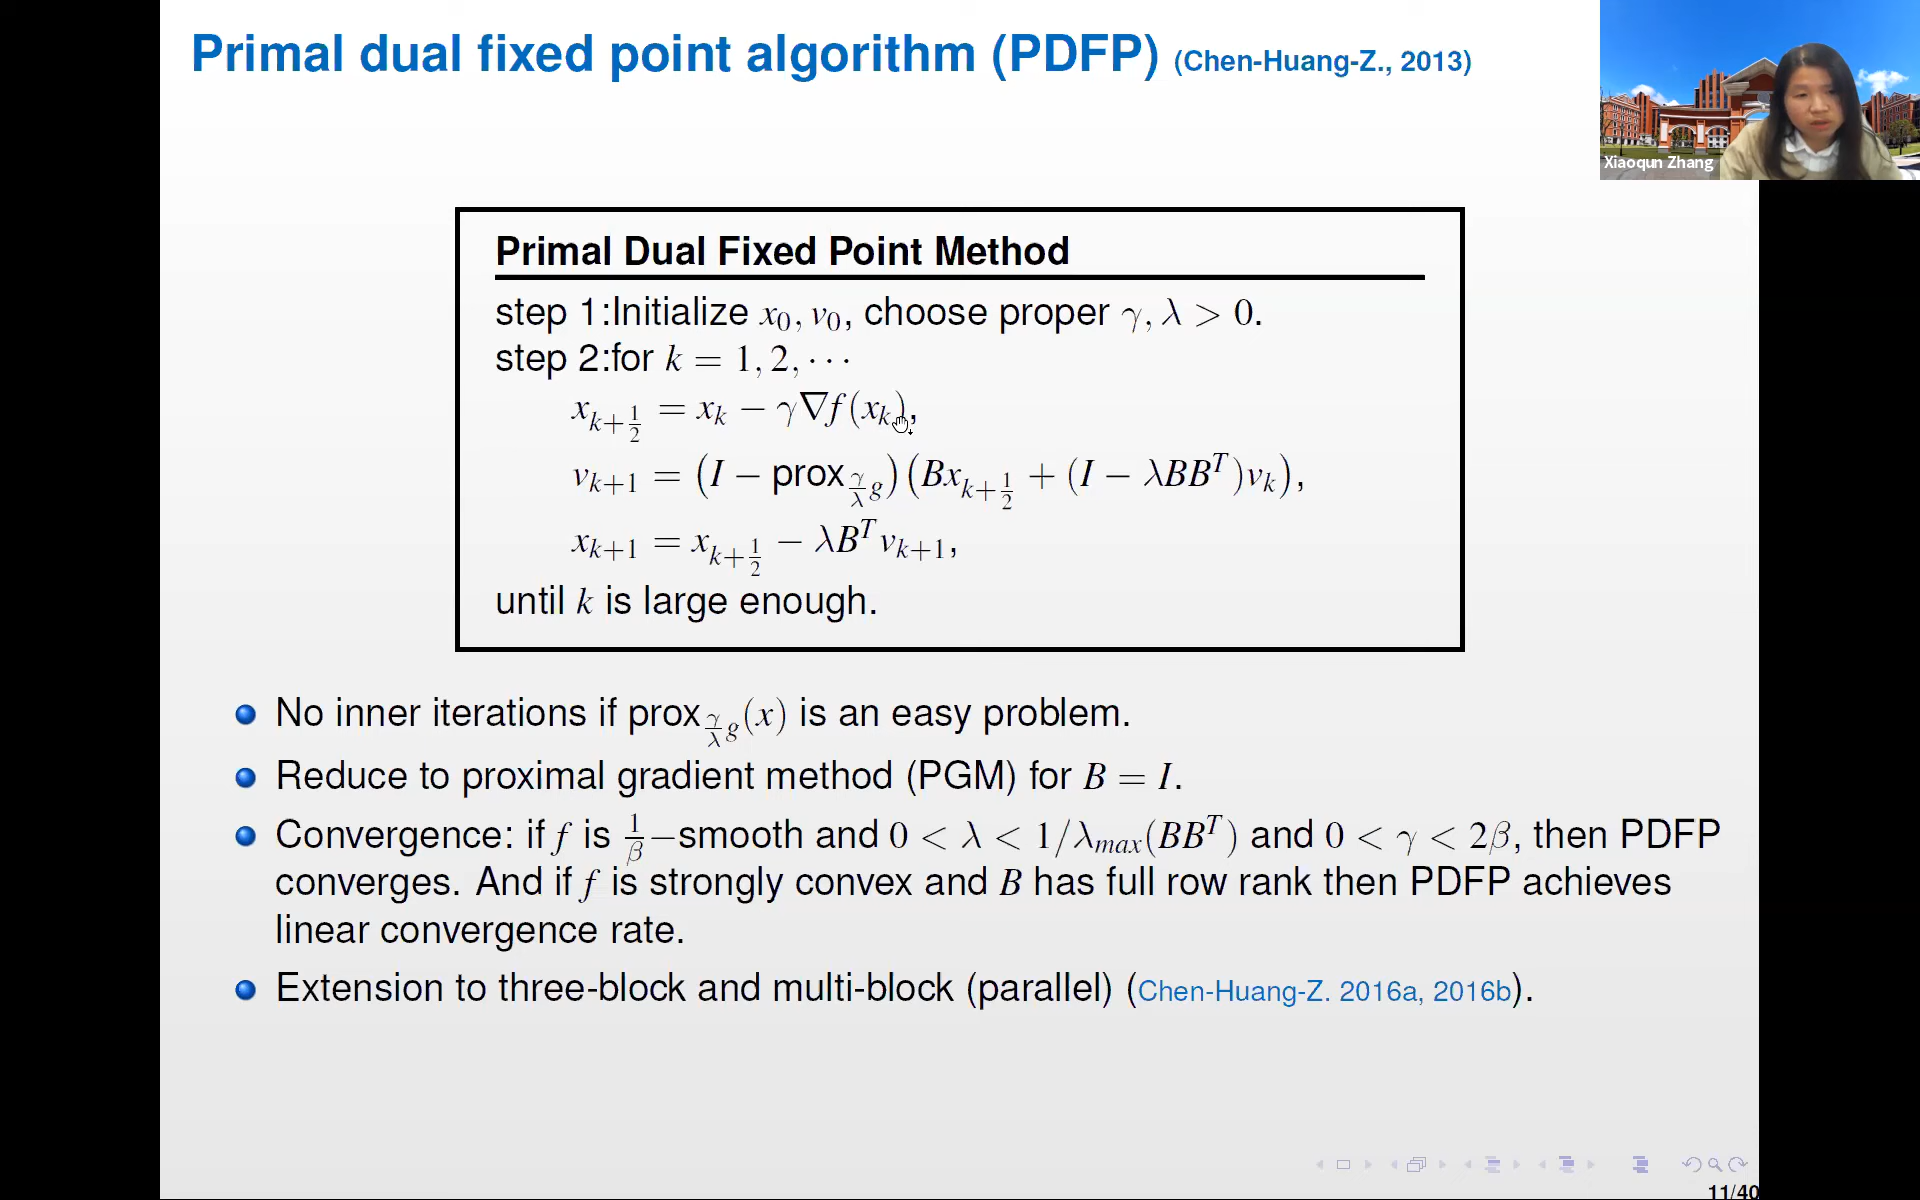 Primal dual fixed point algorithm (PDFP) (Chen-Huang-Z., 2013)
Xiaoqun Zhang
Primal Dual Fixed Point Method
step 1:Initialize x₀, v₀, choose proper γ, λ > 0.
step 2:for k = 1, 2, ⋯
x_{k+1/2} = x_k − γ∇f(x_k),
v_{k+1} = (I − prox_{γ/λ g})(Bx_{k+1/2} + (I − λBBᵀ)v_k),
x_{k+1} = x_{k+1/2} − λBᵀv_{k+1},
until k is large enough.
No inner iterations if prox_{γ/λ g}(x) is an easy problem.
Reduce to proximal gradient method (PGM) for B = I.
Convergence: if f is 1/β−smooth and 0 < λ < 1/λ_{max}(BBᵀ) and 0 < γ < 2β, then PDFP
converges. And if f is strongly convex and B has full row rank then PDFP achieves
linear convergence rate.
Extension to three-block and multi-block (parallel) (Chen-Huang-Z. 2016a, 2016b).
11/40